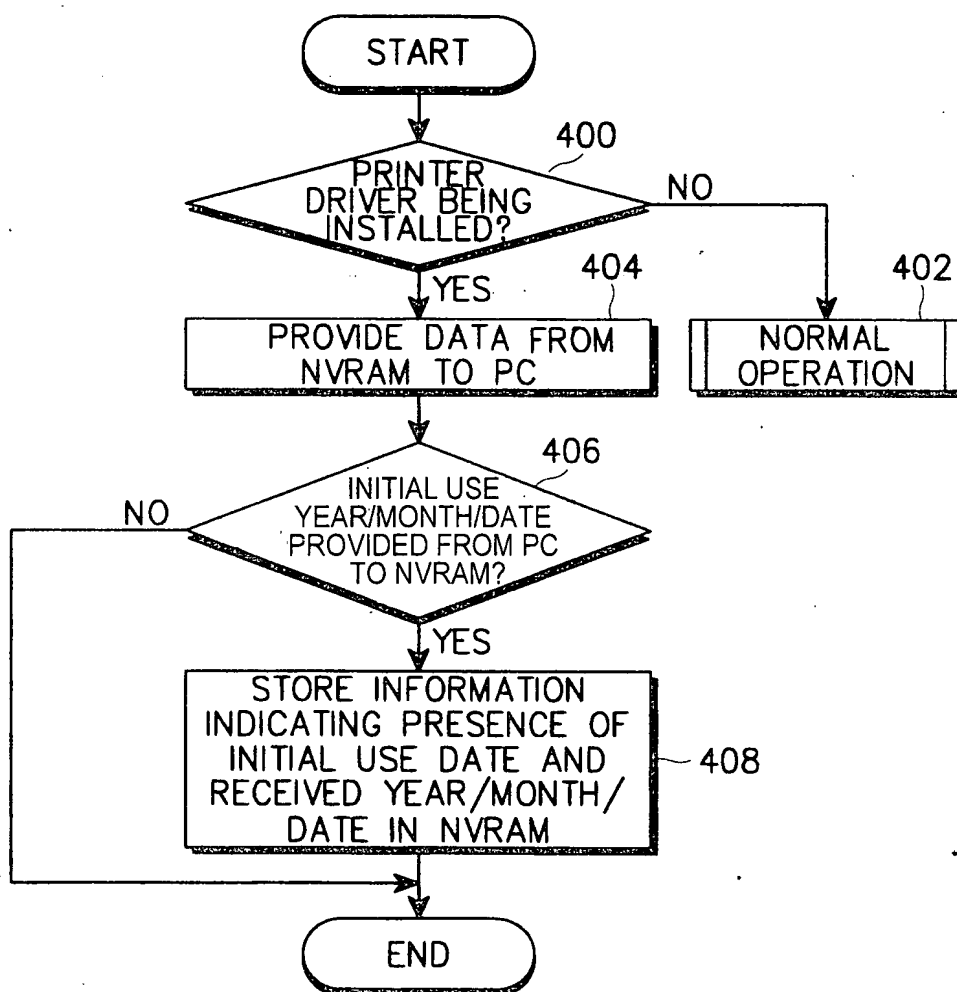 START
400
PRINTER
DRIVER BEING
INSTALLED?
NO
YES
404
402
PROVIDE DATA FROM
NVRAM TO PC
NORMAL
OPERATION
406
INITIAL USE
YEAR/MONTH/DATE
PROVIDED FROM PC
TO NVRAM?
NO
YES
STORE INFORMATION
INDICATING PRESENCE OF
INITIAL USE DATE AND
RECEIVED YEAR/MONTH/
DATE IN NVRAM
408
END